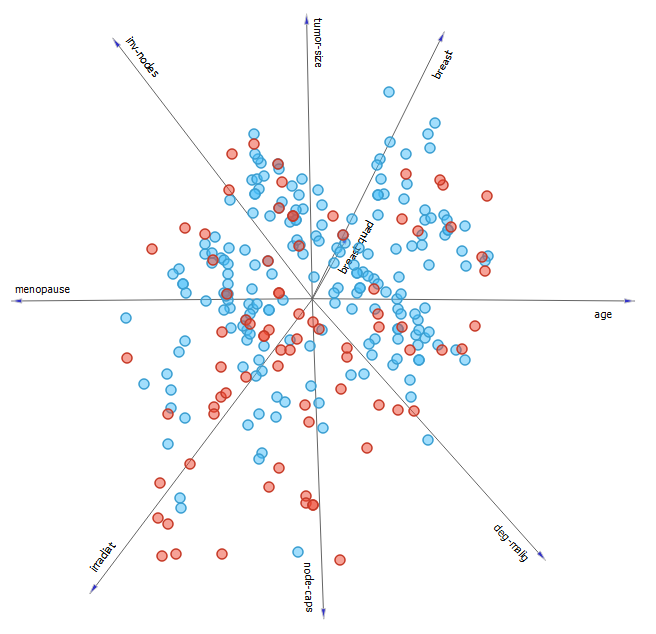 tumor-size
inv-nodes
breast
breast-quad
menopause
age
deg-malig
irradiat
node-caps